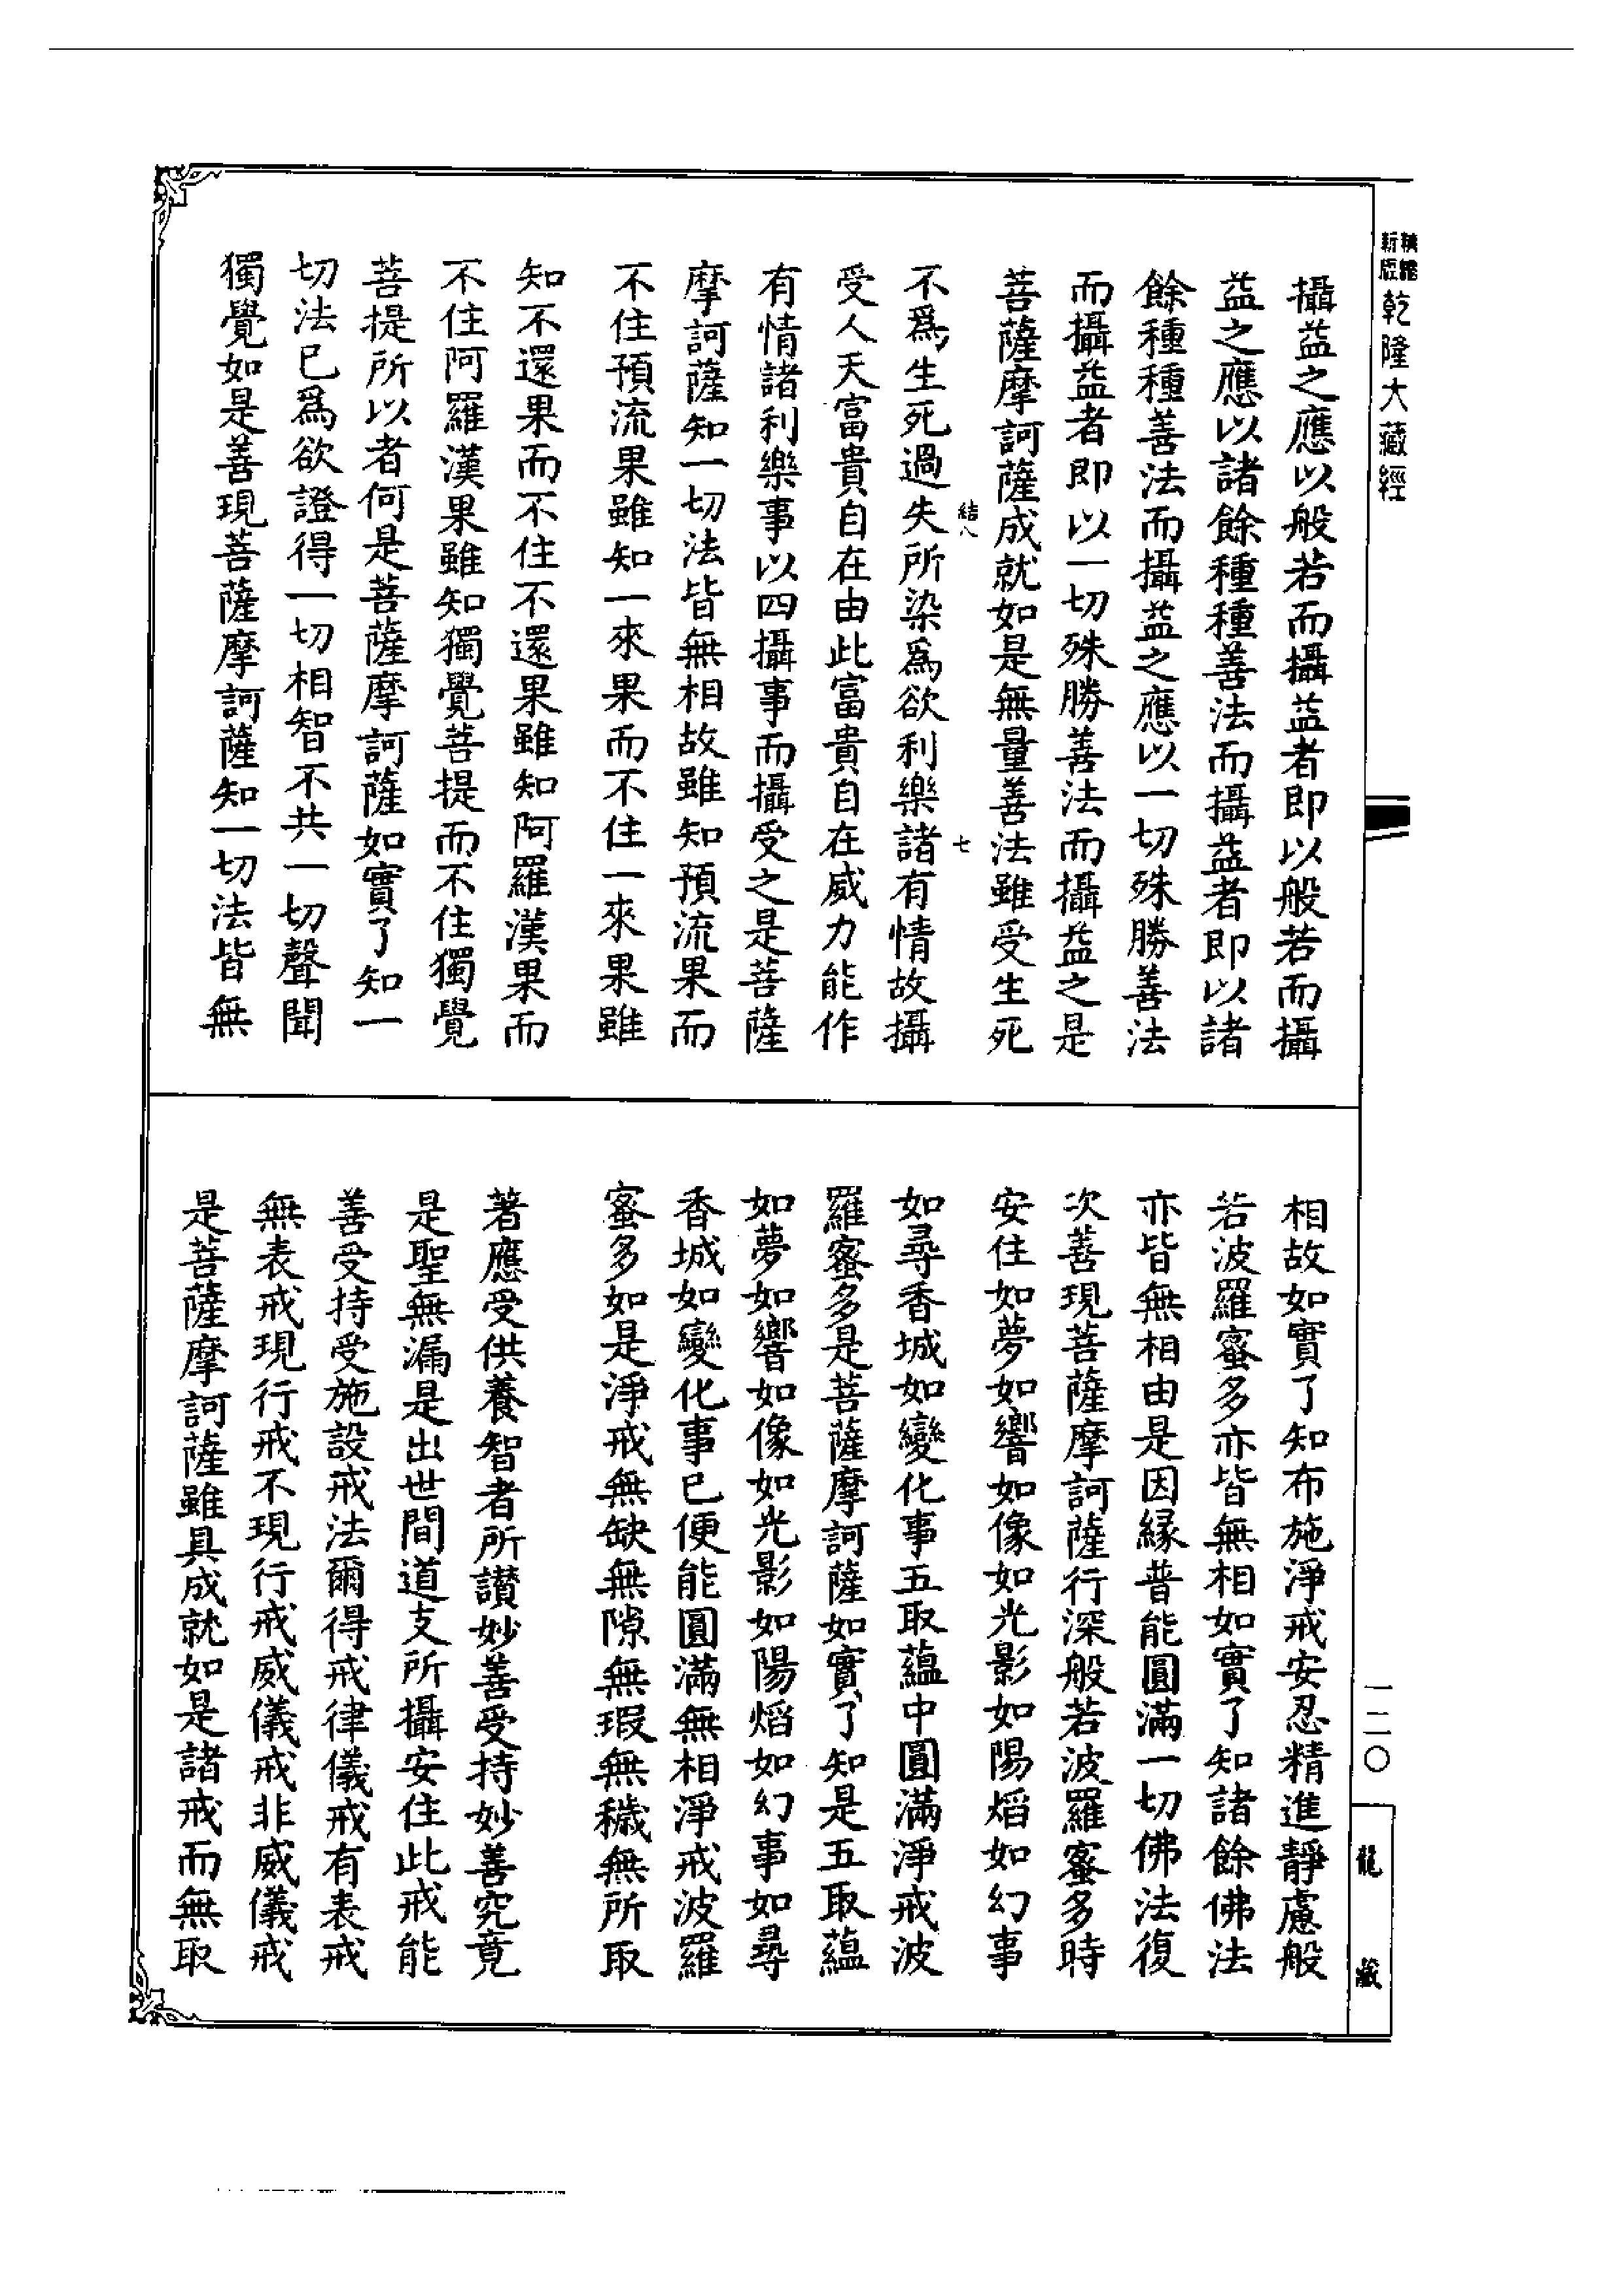 精縮
新版
乾隆大藏經
攝益之應以般若而攝益者即以般若而攝
益之應以諸餘種種善法而攝益者即以諸
餘種種善法而攝益之應以一切殊勝善法
而攝益者即以一切殊勝善法而攝益之是
菩薩摩訶薩成就如是無量善法雖受生死
結八
七
不爲生死過失所染爲欲利樂諸有情故攝
受人天富貴自在由此富貴自在威力能作
有情諸利樂事以四攝事而攝受之是菩薩
摩訶薩知一切法皆無相故雖知預流果而
不住預流果雖知一來果而不住一來果雖
知不還果而不住不還果雖知阿羅漢果而
不住阿羅漢果雖知獨覺菩提而不住獨覺
菩提所以者何是菩薩摩訶薩如實了知一
切法已爲欲證得一切相智不共一切聲聞
獨覺如是善現菩薩摩訶薩知一切法皆無
相故如實了知布施淨戒安忍精進靜慮般
若波羅蜜多亦皆無相如實了知諸餘佛法
亦皆無相由是因緣普能圓滿一切佛法復
次善現菩薩摩訶薩行深般若波羅蜜多時
安住如夢如響如像如光影如陽焰如幻事
如尋香城如變化事五取蘊中圓滿淨戒波
羅蜜多是菩薩摩訶薩如實了知是五取蘊
如夢如響如像如光影如陽焰如幻事如尋
香城如變化事已便能圓滿無相淨戒波羅
蜜多如是淨戒無缺無隙無瑕無穢無所取
著應受供養智者所讚妙善受持妙善究竟
是聖無漏是出世間道支所攝安住此戒能
善受持受施設戒法爾得戒律儀戒有表戒
無表戒現行戒不現行戒威儀戒非威儀戒
是菩薩摩訶薩雖具成就如是諸戒而無取
一二〇
龍藏